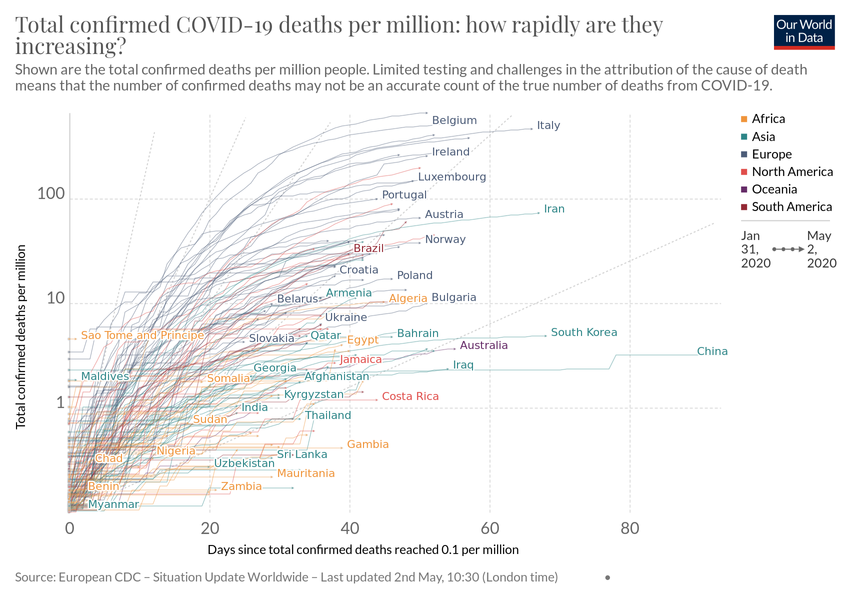 Total confirmed COVID-19 deaths per million: how rapidly are they
increasing?
Our World
in Data
Shown are the total confirmed deaths per million people. Limited testing and challenges in the attribution of the cause of death
means that the number of confirmed deaths may not be an accurate count of the true number of deaths from COVID-19.
Total confirmed deaths per million
100
10
1
Belgium
Italy
Ireland
Luxembourg
Portugal
Iran
Austria
Norway
Brazil
Croatia
Poland
Armenia
Belarus
Algeria
Bulgaria
Ukraine
Sao Tome and Principe
Slovakia
Qatar
Egypt
Bahrain
South Korea
Australia
China
Jamaica
Georgia
Iraq
Maldives
Somalia
Afghanistan
Kyrgyzstan
Costa Rica
India
Thailand
Sudan
Gambia
Nigeria
Chad
Sri Lanka
Uzbekistan
Mauritania
Benin
Zambia
Myanmar
0
20
40
60
80
Days since total confirmed deaths reached 0.1 per million
Africa
Asia
Europe
North America
Oceania
South America
Jan
31,
2020
May
2,
2020
Source: European CDC – Situation Update Worldwide – Last updated 2nd May, 10:30 (London time)